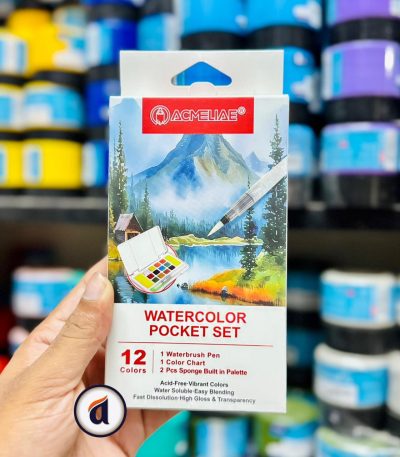 ACMELIAE®
WATERCOLOR
POCKET SET
12
Colors
1 Waterbrush Pen
1 Color Chart
2 Pcs Sponge Built in Palette
Acid-Free·Vibrant Colors
Water Soluble·Easy Blending
Fast Dissolution·High Gloss & Transparency
a